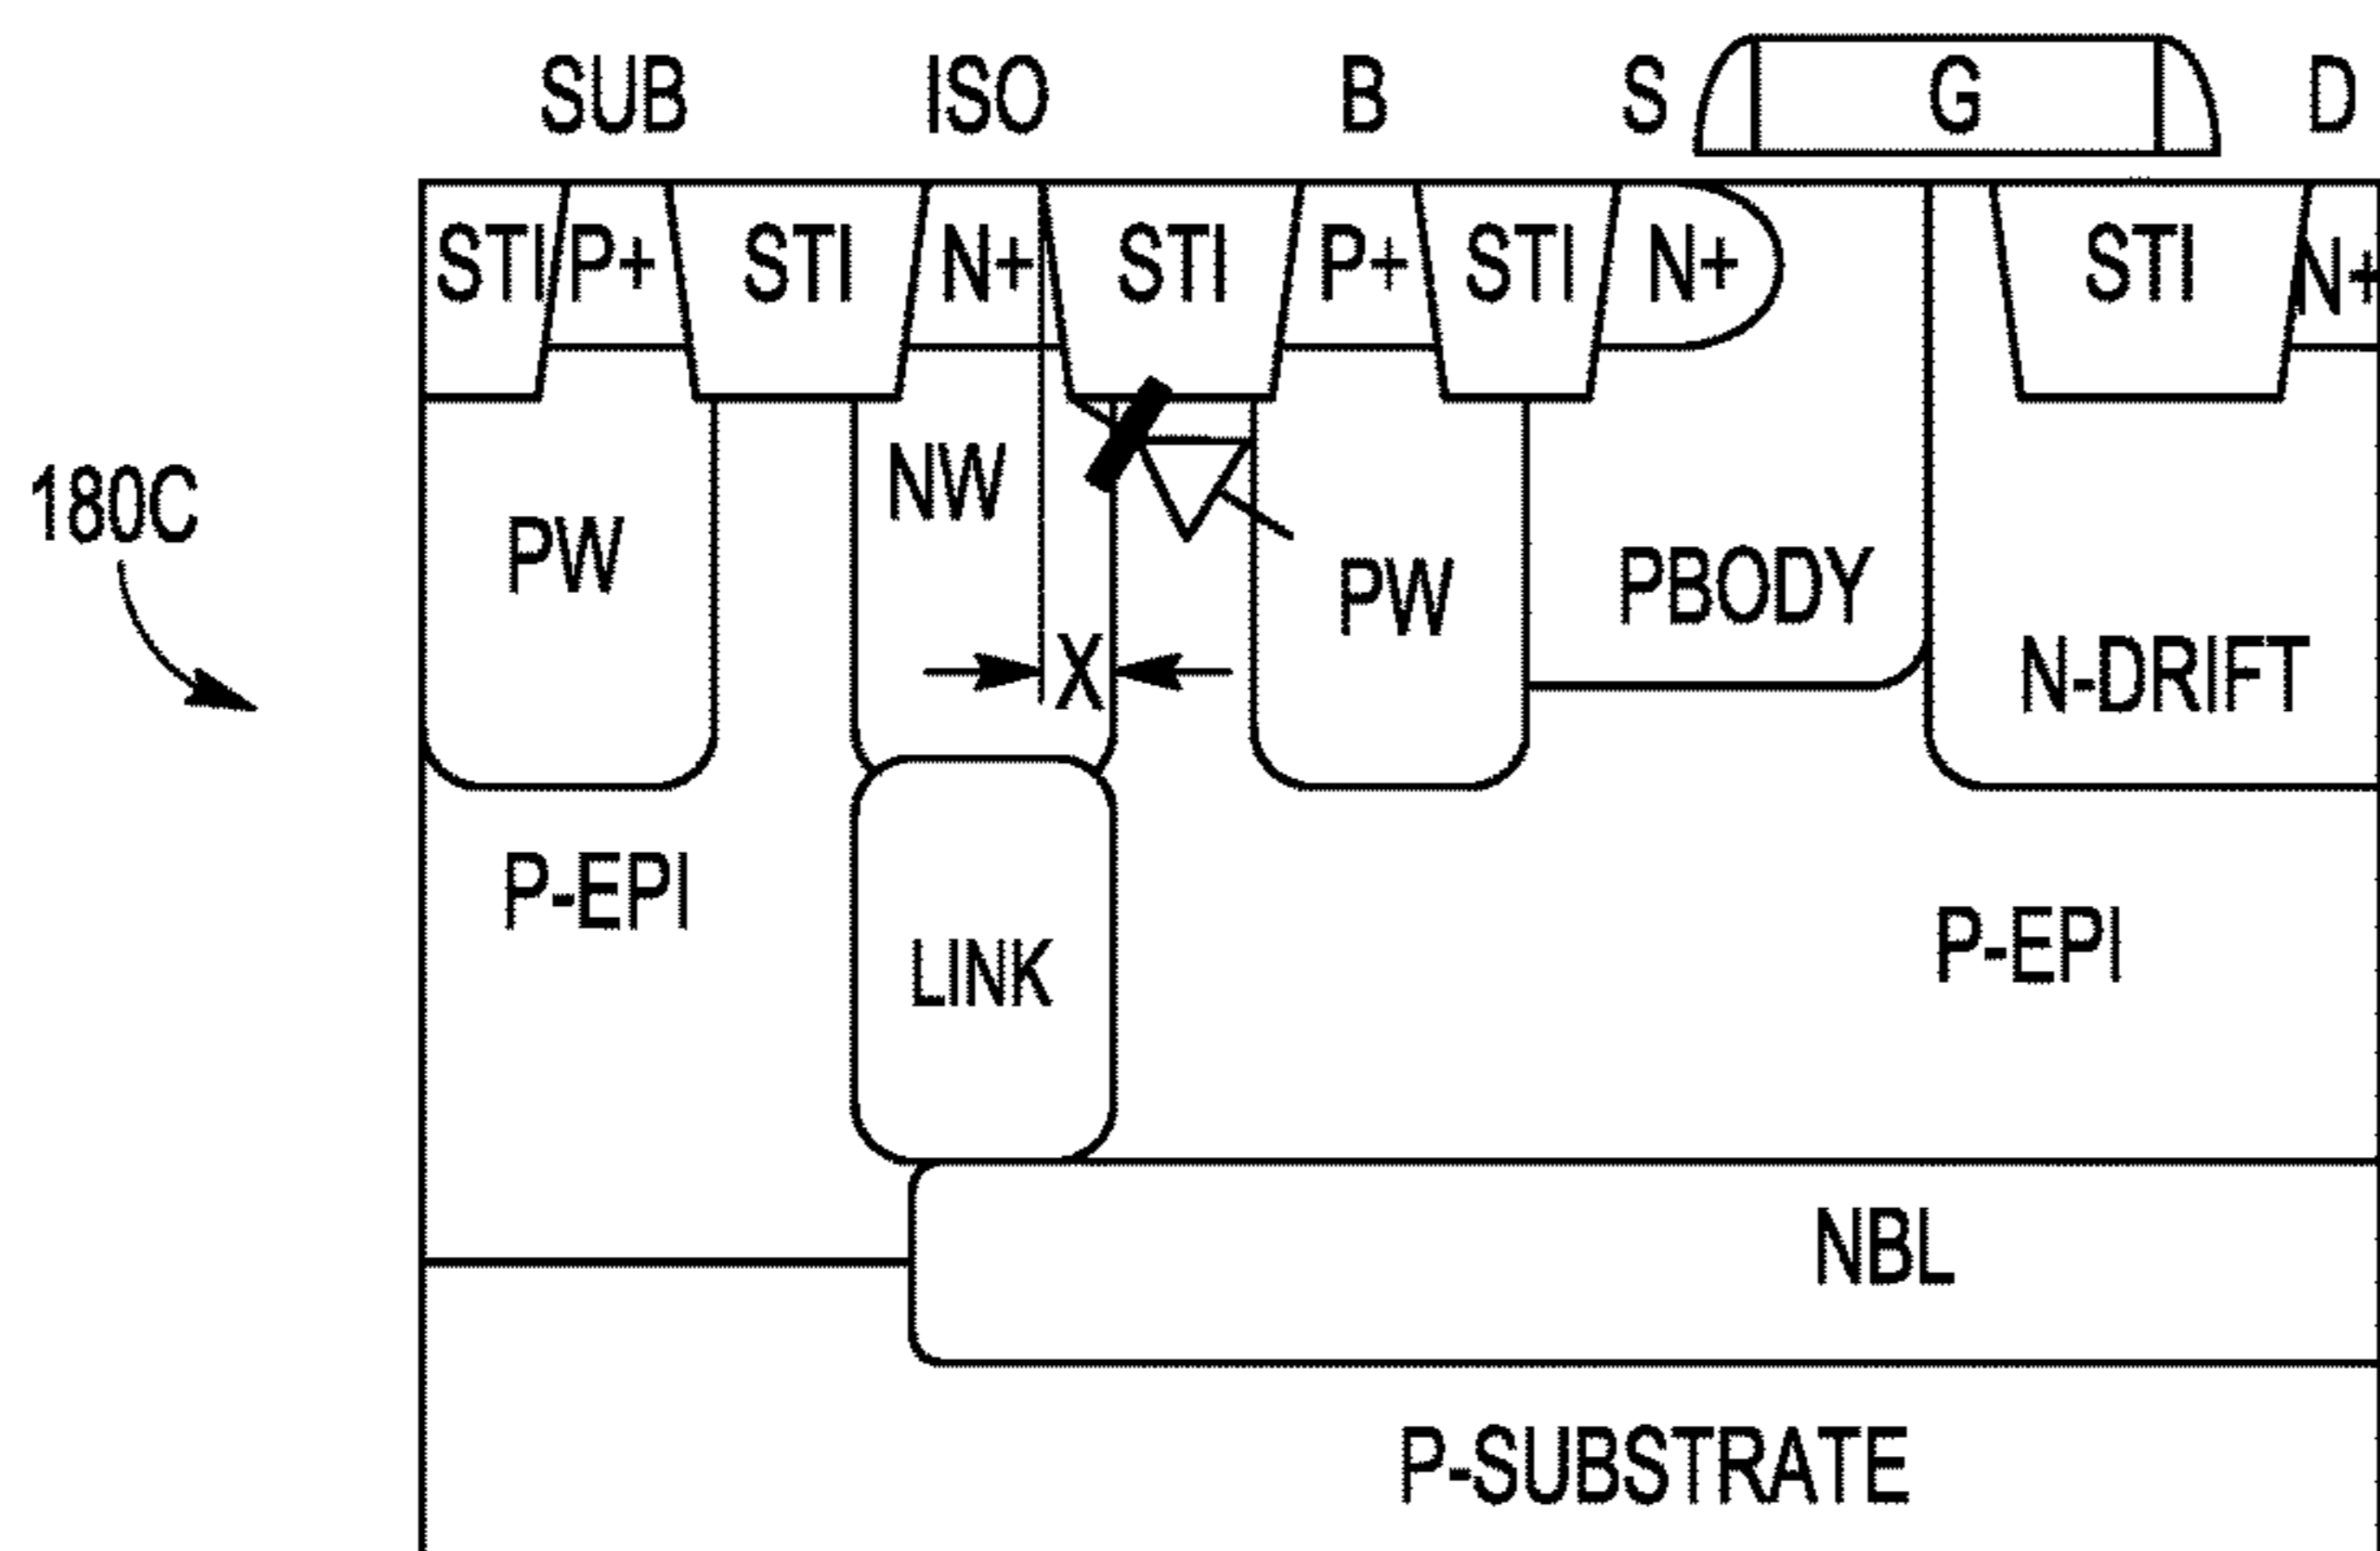 SUB ISO B S G D
STI P+ STI N+ STI P+ STI N+ STI N+
180C
PW NW PW PBODY N-DRIFT
X
P-EPI LINK P-EPI
NBL
P-SUBSTRATE